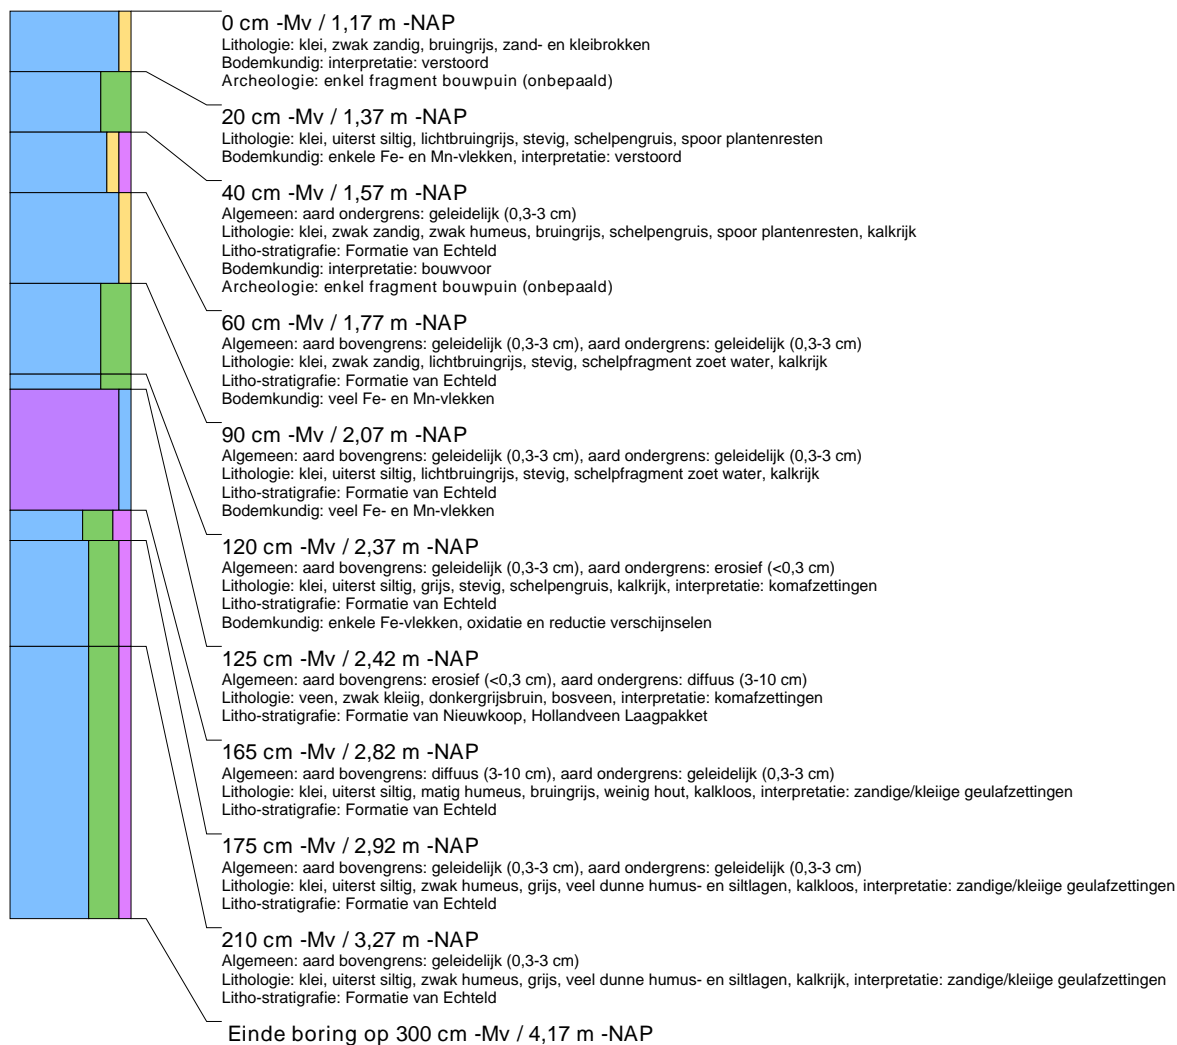 0 cm -Mv / 1,17 m -NAP
Lithologie: klei, zwak zandig, bruingrijs, zand- en kleibrokken
Bodemkundig: interpretatie: verstoord
Archeologie: enkel fragment bouwpuin (onbepaald)
20 cm -Mv / 1,37 m -NAP
Lithologie: klei, uiterst siltig, lichtbruingrijs, stevig, schelpengruis, spoor plantenresten
Bodemkundig: enkele Fe- en Mn-vlekken, interpretatie: verstoord
40 cm -Mv / 1,57 m -NAP
Algemeen: aard ondergrens: geleidelijk (0,3-3 cm)
Lithologie: klei, zwak zandig, zwak humeus, bruingrijs, schelpengruis, spoor plantenresten, kalkrijk
Litho-stratigrafie: Formatie van Echteld
Bodemkundig: interpretatie: bouwvoor
Archeologie: enkel fragment bouwpuin (onbepaald)
60 cm -Mv / 1,77 m -NAP
Algemeen: aard bovengrens: geleidelijk (0,3-3 cm), aard ondergrens: geleidelijk (0,3-3 cm)
Lithologie: klei, zwak zandig, lichtbruingrijs, stevig, schelpfragment zoet water, kalkrijk
Litho-stratigrafie: Formatie van Echteld
Bodemkundig: veel Fe- en Mn-vlekken
90 cm -Mv / 2,07 m -NAP
Algemeen: aard bovengrens: geleidelijk (0,3-3 cm), aard ondergrens: geleidelijk (0,3-3 cm)
Lithologie: klei, uiterst siltig, lichtbruingrijs, stevig, schelpfragment zoet water, kalkrijk
Litho-stratigrafie: Formatie van Echteld
Bodemkundig: veel Fe- en Mn-vlekken
120 cm -Mv / 2,37 m -NAP
Algemeen: aard bovengrens: geleidelijk (0,3-3 cm), aard ondergrens: erosief (<0,3 cm)
Lithologie: klei, uiterst siltig, grijs, stevig, schelpengruis, kalkrijk, interpretatie: komafzettingen
Litho-stratigrafie: Formatie van Echteld
Bodemkundig: enkele Fe-vlekken, oxidatie en reductie verschijnselen
125 cm -Mv / 2,42 m -NAP
Algemeen: aard bovengrens: erosief (<0,3 cm), aard ondergrens: diffuus (3-10 cm)
Lithologie: veen, zwak kleiig, donkergrijsbruin, bosveen, interpretatie: komafzettingen
Litho-stratigrafie: Formatie van Nieuwkoop, Hollandveen Laagpakket
165 cm -Mv / 2,82 m -NAP
Algemeen: aard bovengrens: diffuus (3-10 cm), aard ondergrens: geleidelijk (0,3-3 cm)
Lithologie: klei, uiterst siltig, matig humeus, bruingrijs, weinig hout, kalkloos, interpretatie: zandige/kleiige geulafzettingen
Litho-stratigrafie: Formatie van Echteld
175 cm -Mv / 2,92 m -NAP
Algemeen: aard bovengrens: geleidelijk (0,3-3 cm), aard ondergrens: geleidelijk (0,3-3 cm)
Lithologie: klei, uiterst siltig, zwak humeus, grijs, veel dunne humus- en siltlagen, kalkloos, interpretatie: zandige/kleiige geulafzettingen
Litho-stratigrafie: Formatie van Echteld
210 cm -Mv / 3,27 m -NAP
Algemeen: aard bovengrens: geleidelijk (0,3-3 cm)
Lithologie: klei, uiterst siltig, zwak humeus, grijs, veel dunne humus- en siltlagen, kalkrijk, interpretatie: zandige/kleiige geulafzettingen
Litho-stratigrafie: Formatie van Echteld
Einde boring op 300 cm -Mv / 4,17 m -NAP